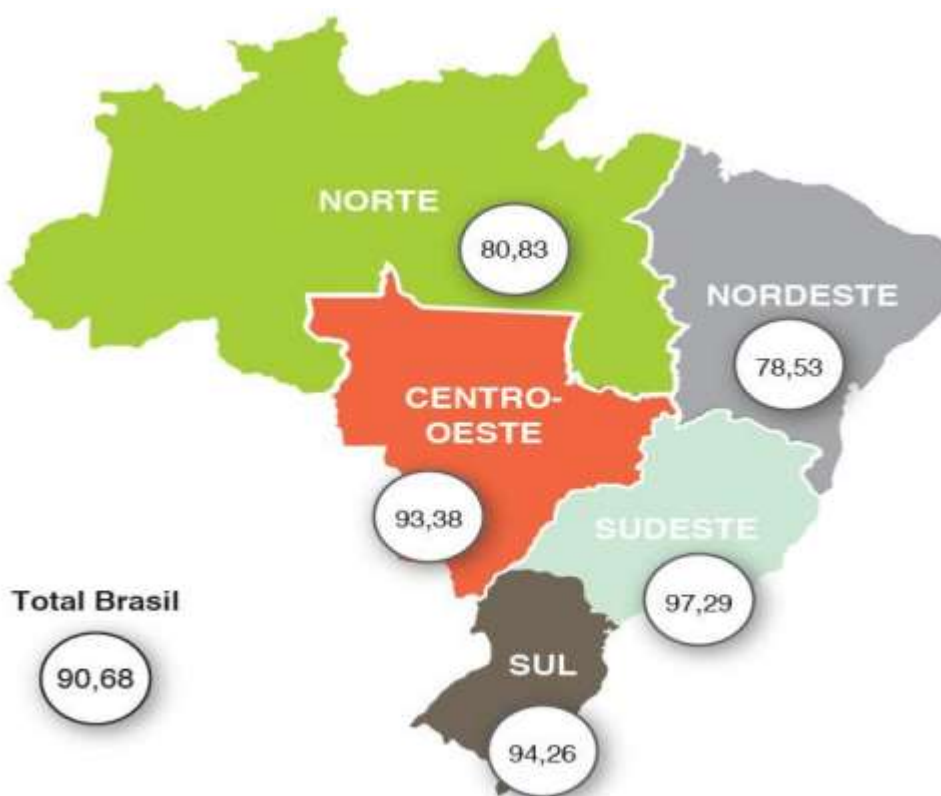 NORTE
80,83
NORDESTE
78,53
CENTRO-
OESTE
93,38
SUDESTE
97,29
Total Brasil
90,68
SUL
94,26